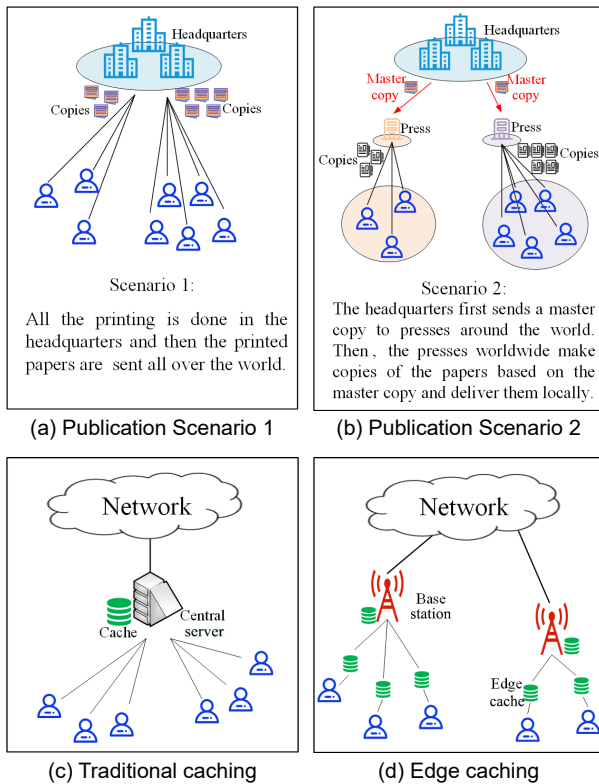 Headquarters
Copies
Copies
Scenario 1:
All the printing is done in the
headquarters and then the printed
papers are sent all over the world.
(a) Publication Scenario 1
Headquarters
Master
copy
Master
copy
Press
Press
Copies
Copies
Scenario 2:
The headquarters first sends a master
copy to presses around the world.
Then, the presses worldwide make
copies of the papers based on the
master copy and deliver them locally.
(b) Publication Scenario 2
Network
Cache
Central
server
(c) Traditional caching
Network
Base
station
Edge
cache
(d) Edge caching